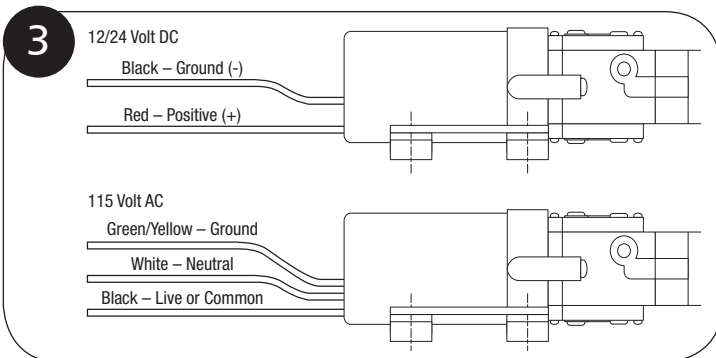 3
12/24 Volt DC
Black – Ground (-)
Red – Positive (+)
115 Volt AC
Green/Yellow – Ground
White – Neutral
Black – Live or Common